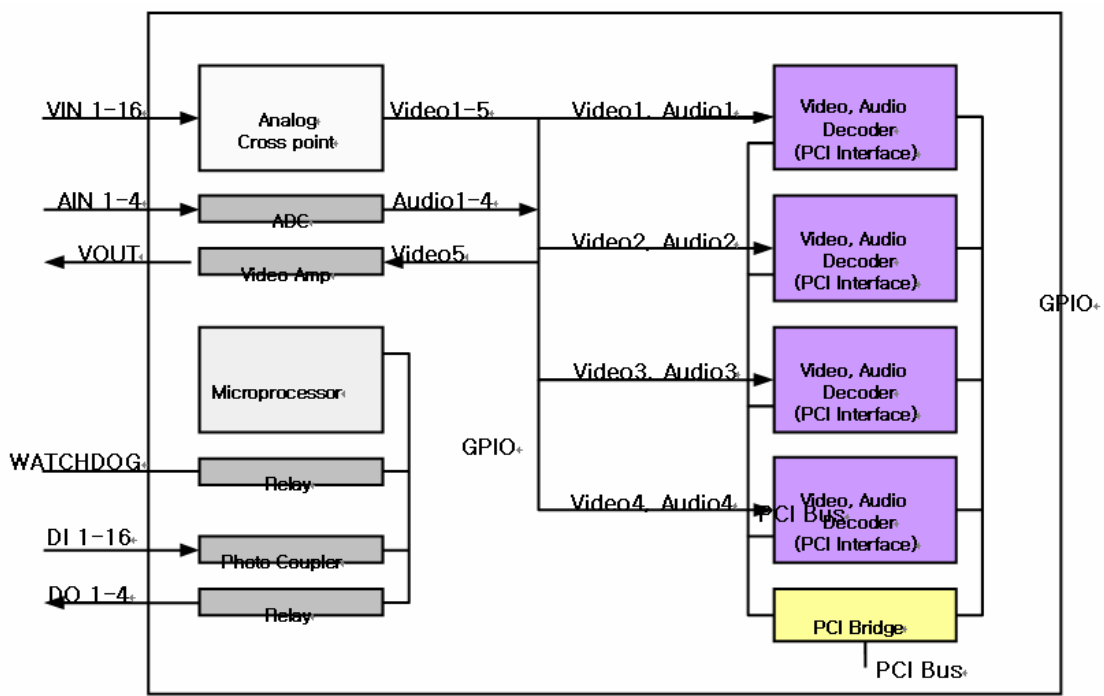 VIN 1-16
Analog
Cross point
Video1-5
Video1, Audio1
Video, Audio
Decoder
(PCI Interface)
AIN 1-4
ADC
Audio1-4
VOUT
Video Amp
Video5
Video2, Audio2
Video, Audio
Decoder
(PCI Interface)
GPIO
Microprocessor
Video3, Audio3
Video, Audio
Decoder
(PCI Interface)
WATCHDOG
Relay
GPIO
Video4, Audio4
Video, Audio
Decoder
(PCI Interface)
PCI Bus
DI 1-16
Photo Coupler
DO 1-4
Relay
PCI Bridge
PCI Bus